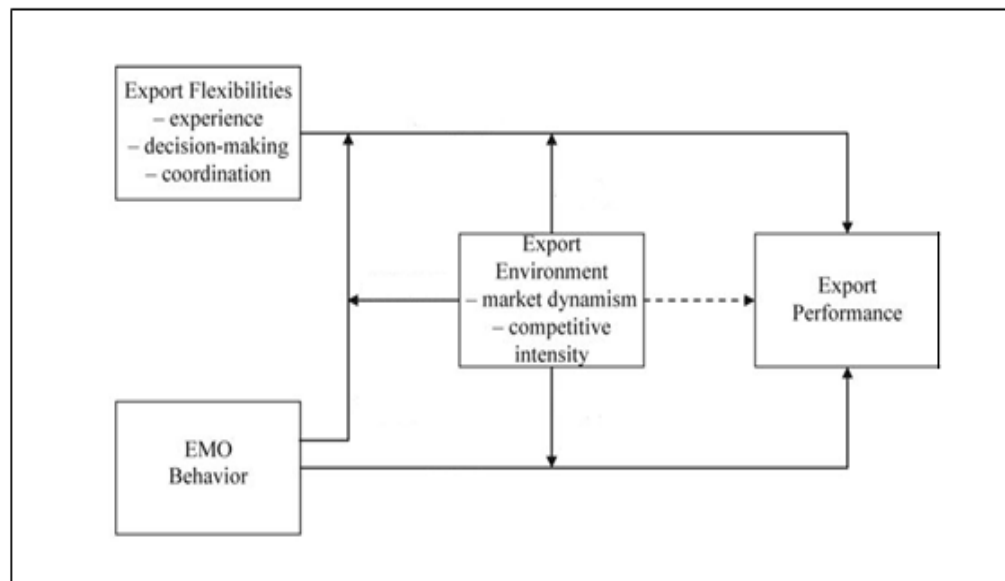 Export Flexibilities
– experience
– decision-making
– coordination
Export
Environment
– market dynamism
– competitive
intensity
Export
Performance
EMO
Behavior